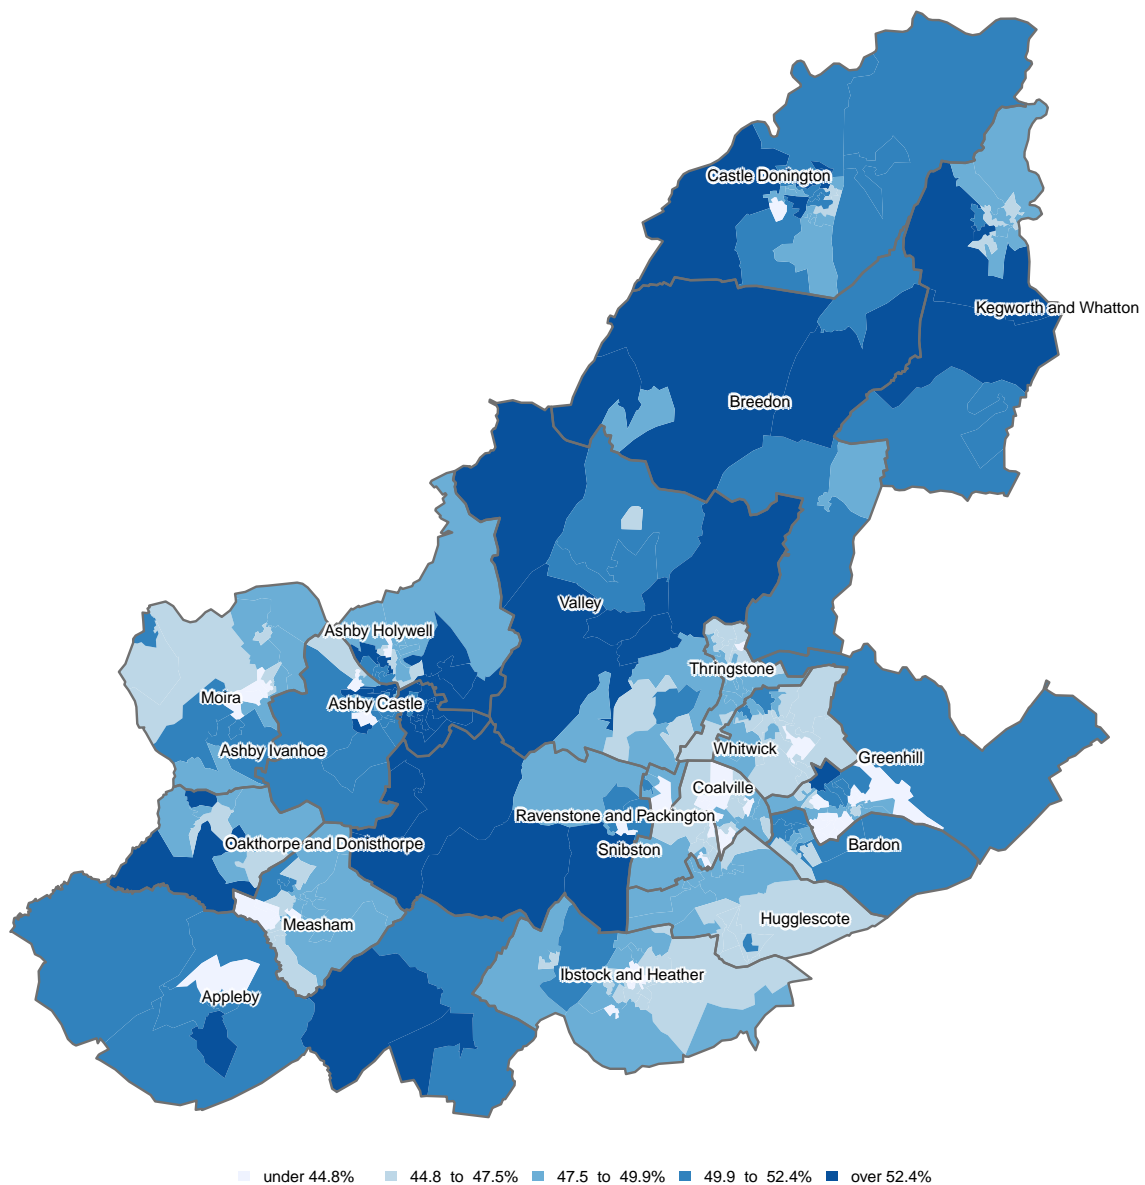 Castle Donington
Kegworth and Whatton
Breedon
Valley
Ashby Holywell
Thringstone
Moira
Ashby Castle
Ashby Ivanhoe
Whitwick
Greenhill
Coalville
Ravenstone and Packington
Oakthorpe and Donisthorpe
Snibston
Bardon
Measham
Hugglescote
Ibstock and Heather
Appleby
under 44.8% 44.8 to 47.5% 47.5 to 49.9% 49.9 to 52.4% over 52.4%